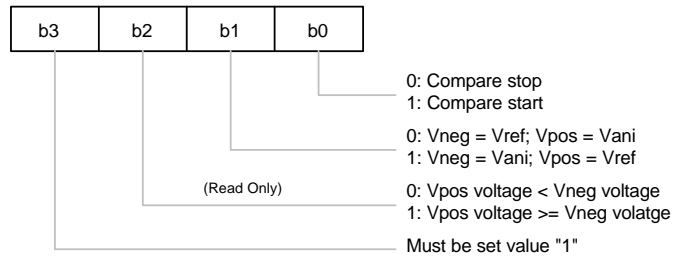 b3 b2 b1 b0
0: Compare stop
1: Compare start
0: Vneg = Vref; Vpos = Vani
1: Vneg = Vani; Vpos = Vref
(Read Only) 0: Vpos voltage < Vneg voltage
1: Vpos voltage >= Vneg volatge
Must be set value "1"